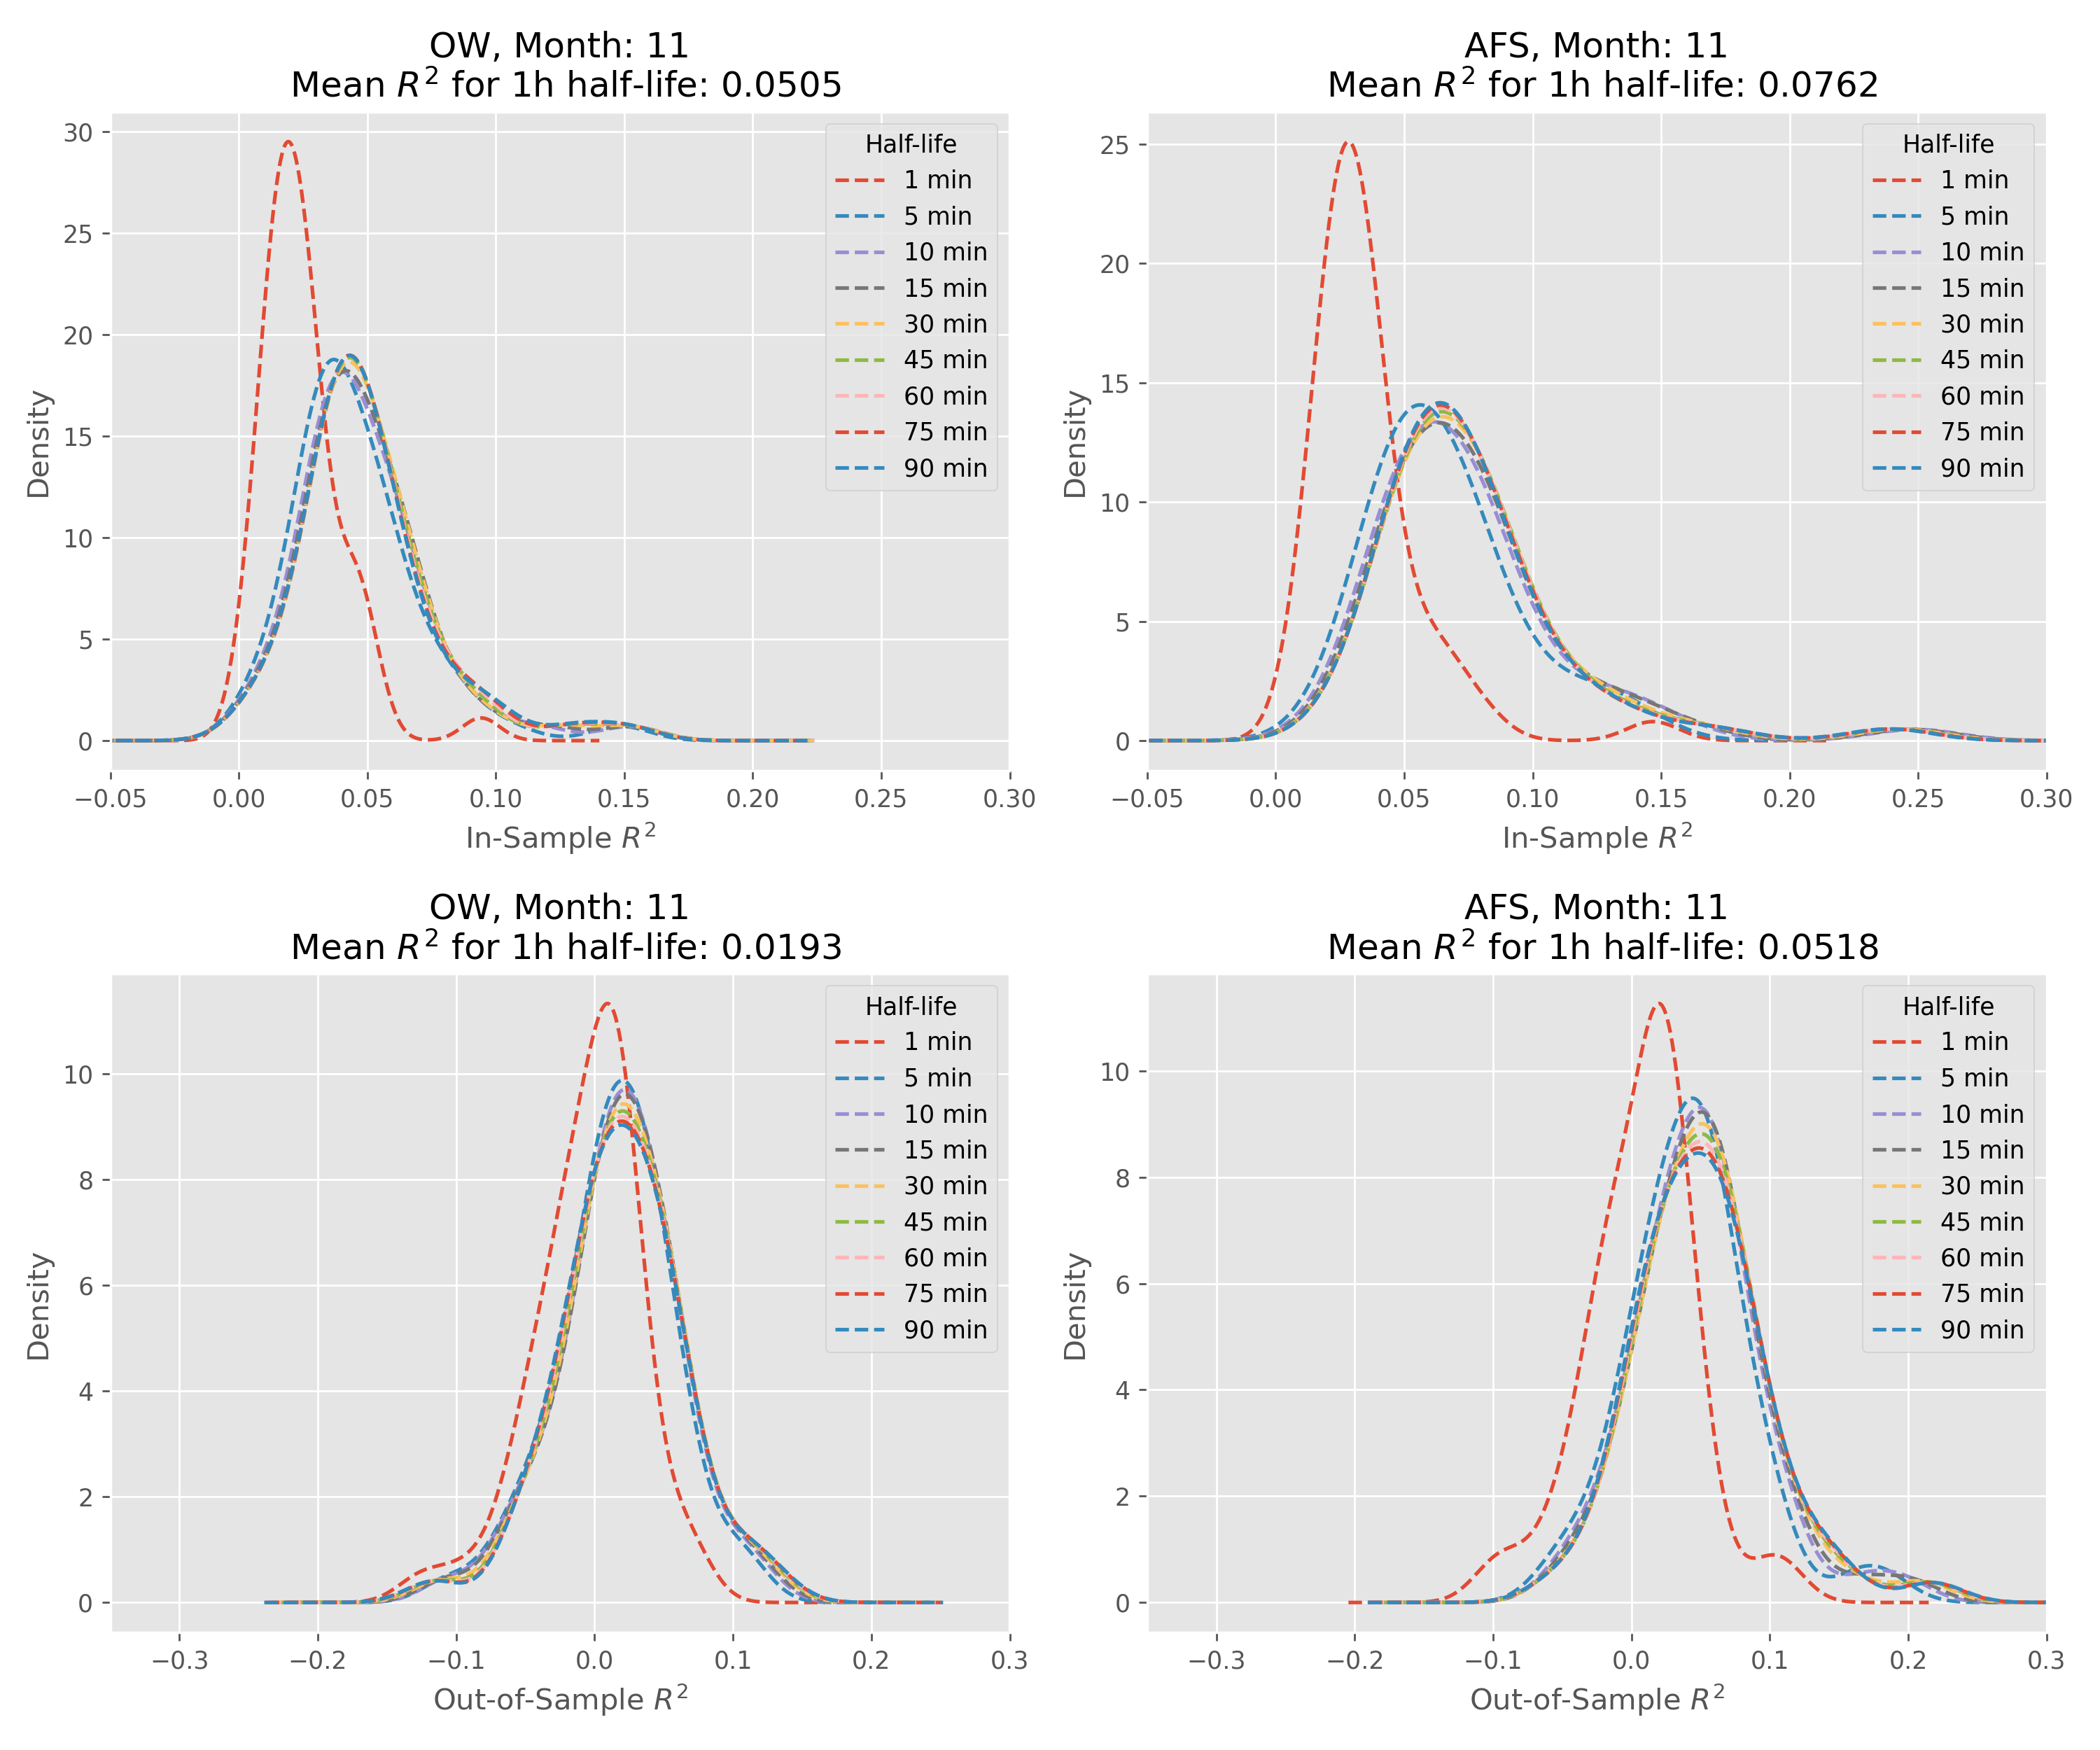 OW, Month: 11
Mean R² for 1h half-life: 0.0505
30
25
20
15
10
5
0
Density
−0.05
0.00
0.05
0.10
0.15
0.20
0.25
0.30
In-Sample R²
Half-life
1 min
5 min
10 min
15 min
30 min
45 min
60 min
75 min
90 min
AFS, Month: 11
Mean R² for 1h half-life: 0.0762
25
20
15
10
5
0
Density
−0.05
0.00
0.05
0.10
0.15
0.20
0.25
0.30
In-Sample R²
Half-life
1 min
5 min
10 min
15 min
30 min
45 min
60 min
75 min
90 min
OW, Month: 11
Mean R² for 1h half-life: 0.0193
10
8
6
4
2
0
Density
−0.3
−0.2
−0.1
0.0
0.1
0.2
0.3
Out-of-Sample R²
Half-life
1 min
5 min
10 min
15 min
30 min
45 min
60 min
75 min
90 min
AFS, Month: 11
Mean R² for 1h half-life: 0.0518
10
8
6
4
2
0
Density
−0.3
−0.2
−0.1
0.0
0.1
0.2
0.3
Out-of-Sample R²
Half-life
1 min
5 min
10 min
15 min
30 min
45 min
60 min
75 min
90 min